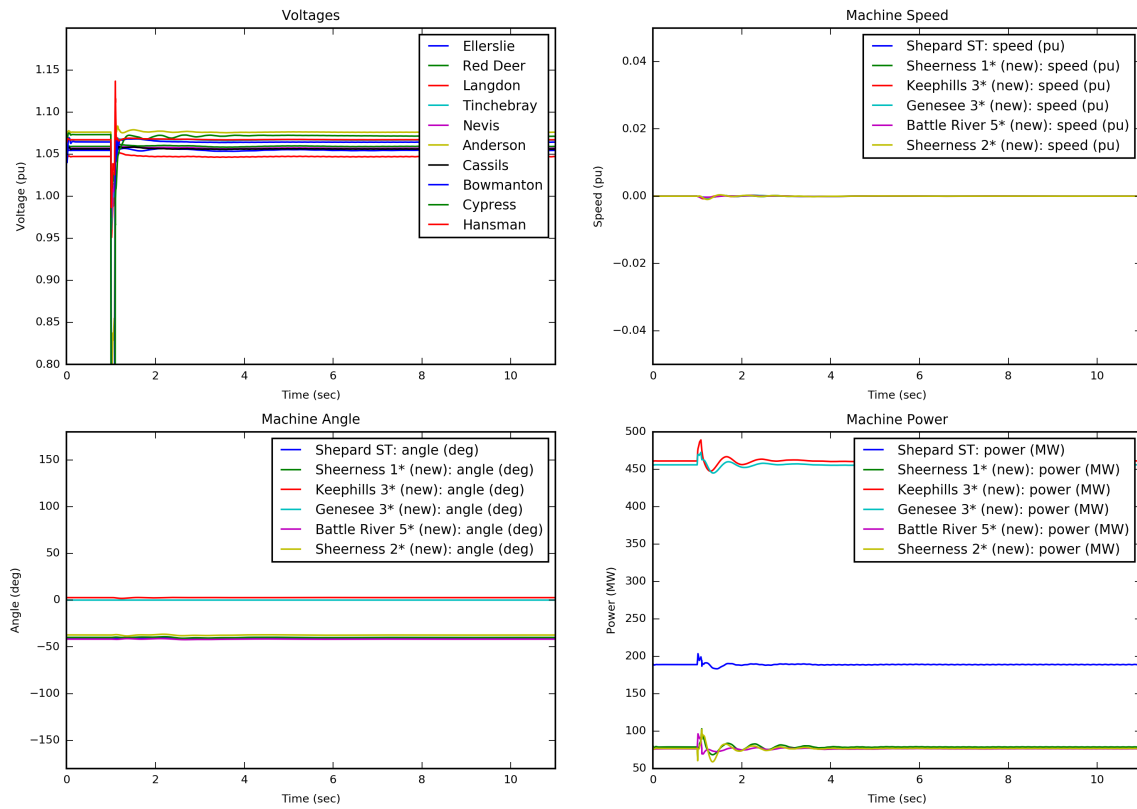 Voltages
Voltage (pu)
1.15
1.10
1.05
1.00
0.95
0.90
0.85
0.80
Ellerslie
Red Deer
Langdon
Tinchebray
Nevis
Anderson
Cassils
Bowmanton
Cypress
Hansman
0 2 4 6 8 10
Time (sec)
Machine Speed
Speed (pu)
0.04
0.02
0.00
−0.02
−0.04
Shepard ST: speed (pu)
Sheerness 1* (new): speed (pu)
Keephills 3* (new): speed (pu)
Genesee 3* (new): speed (pu)
Battle River 5* (new): speed (pu)
Sheerness 2* (new): speed (pu)
0 2 4 6 8 10
Time (sec)
Machine Angle
Angle (deg)
150
100
50
0
−50
−100
−150
Shepard ST: angle (deg)
Sheerness 1* (new): angle (deg)
Keephills 3* (new): angle (deg)
Genesee 3* (new): angle (deg)
Battle River 5* (new): angle (deg)
Sheerness 2* (new): angle (deg)
0 2 4 6 8 10
Time (sec)
Machine Power
Power (MW)
500
450
400
350
300
250
200
150
100
50
Shepard ST: power (MW)
Sheerness 1* (new): power (MW)
Keephills 3* (new): power (MW)
Genesee 3* (new): power (MW)
Battle River 5* (new): power (MW)
Sheerness 2* (new): power (MW)
0 2 4 6 8 10
Time (sec)